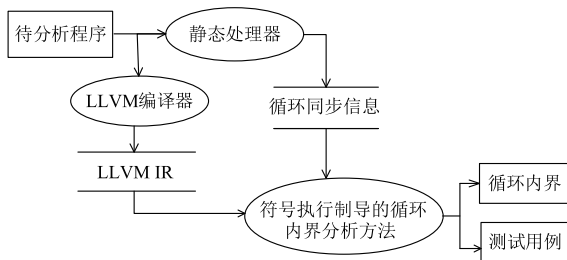 待分析程序
静态处理器
LLVM编译器
循环同步信息
LLVM IR
符号执行制导的循环
内界分析方法
循环内界
测试用例